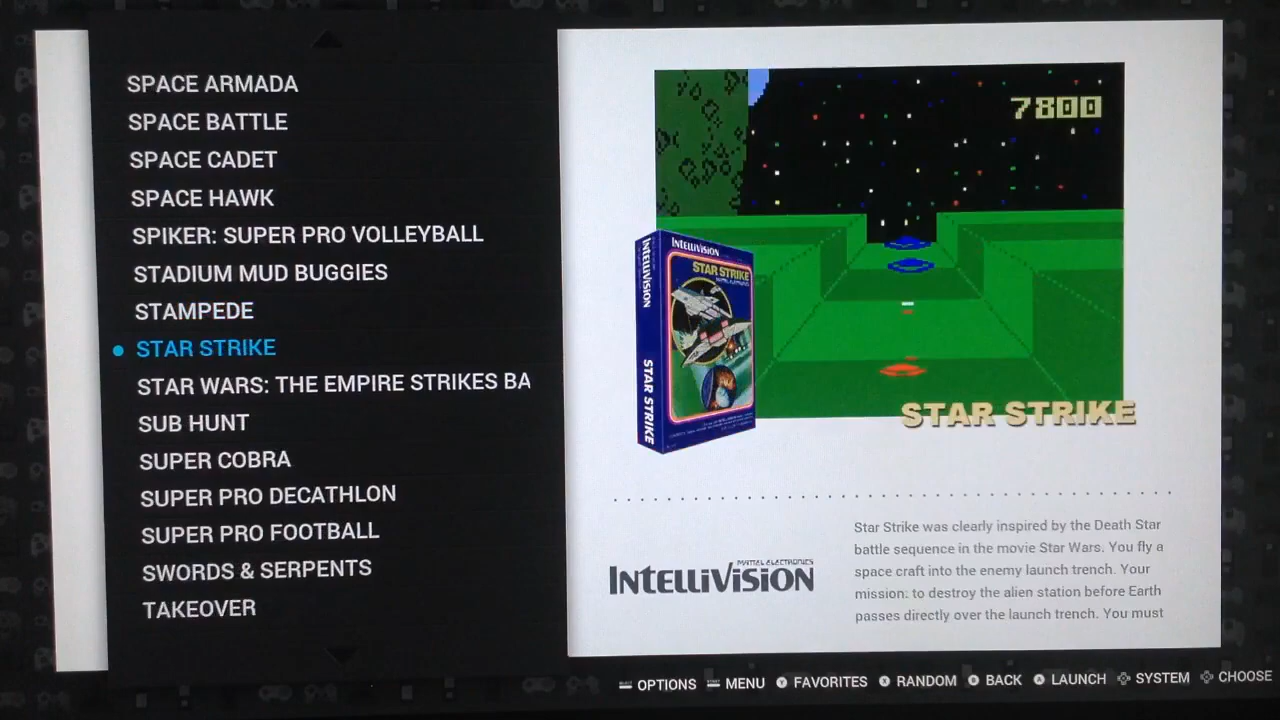 SPACE ARMADA
SPACE BATTLE
SPACE CADET
SPACE HAWK
SPIKER: SUPER PRO VOLLEYBALL
STADIUM MUD BUGGIES
STAMPEDE
STAR STRIKE
STAR WARS: THE EMPIRE STRIKES BA
SUB HUNT
SUPER COBRA
SUPER PRO DECATHLON
SUPER PRO FOOTBALL
SWORDS & SERPENTS
TAKEOVER
7800
INTELLIVISION
STAR STRIKE
INTELLIVISION
STAR STRIKE
STAR STRIKE
MATTEL ELECTRONICS
INTELLIVISION
Star Strike was clearly inspired by the Death Star
battle sequence in the movie Star Wars. You fly a
space craft into the enemy launch trench. Your
mission: to destroy the alien station before Earth
passes directly over the launch trench. You must
OPTIONS MENU Y FAVORITES X RANDOM B BACK A LAUNCH SYSTEM CHOOSE